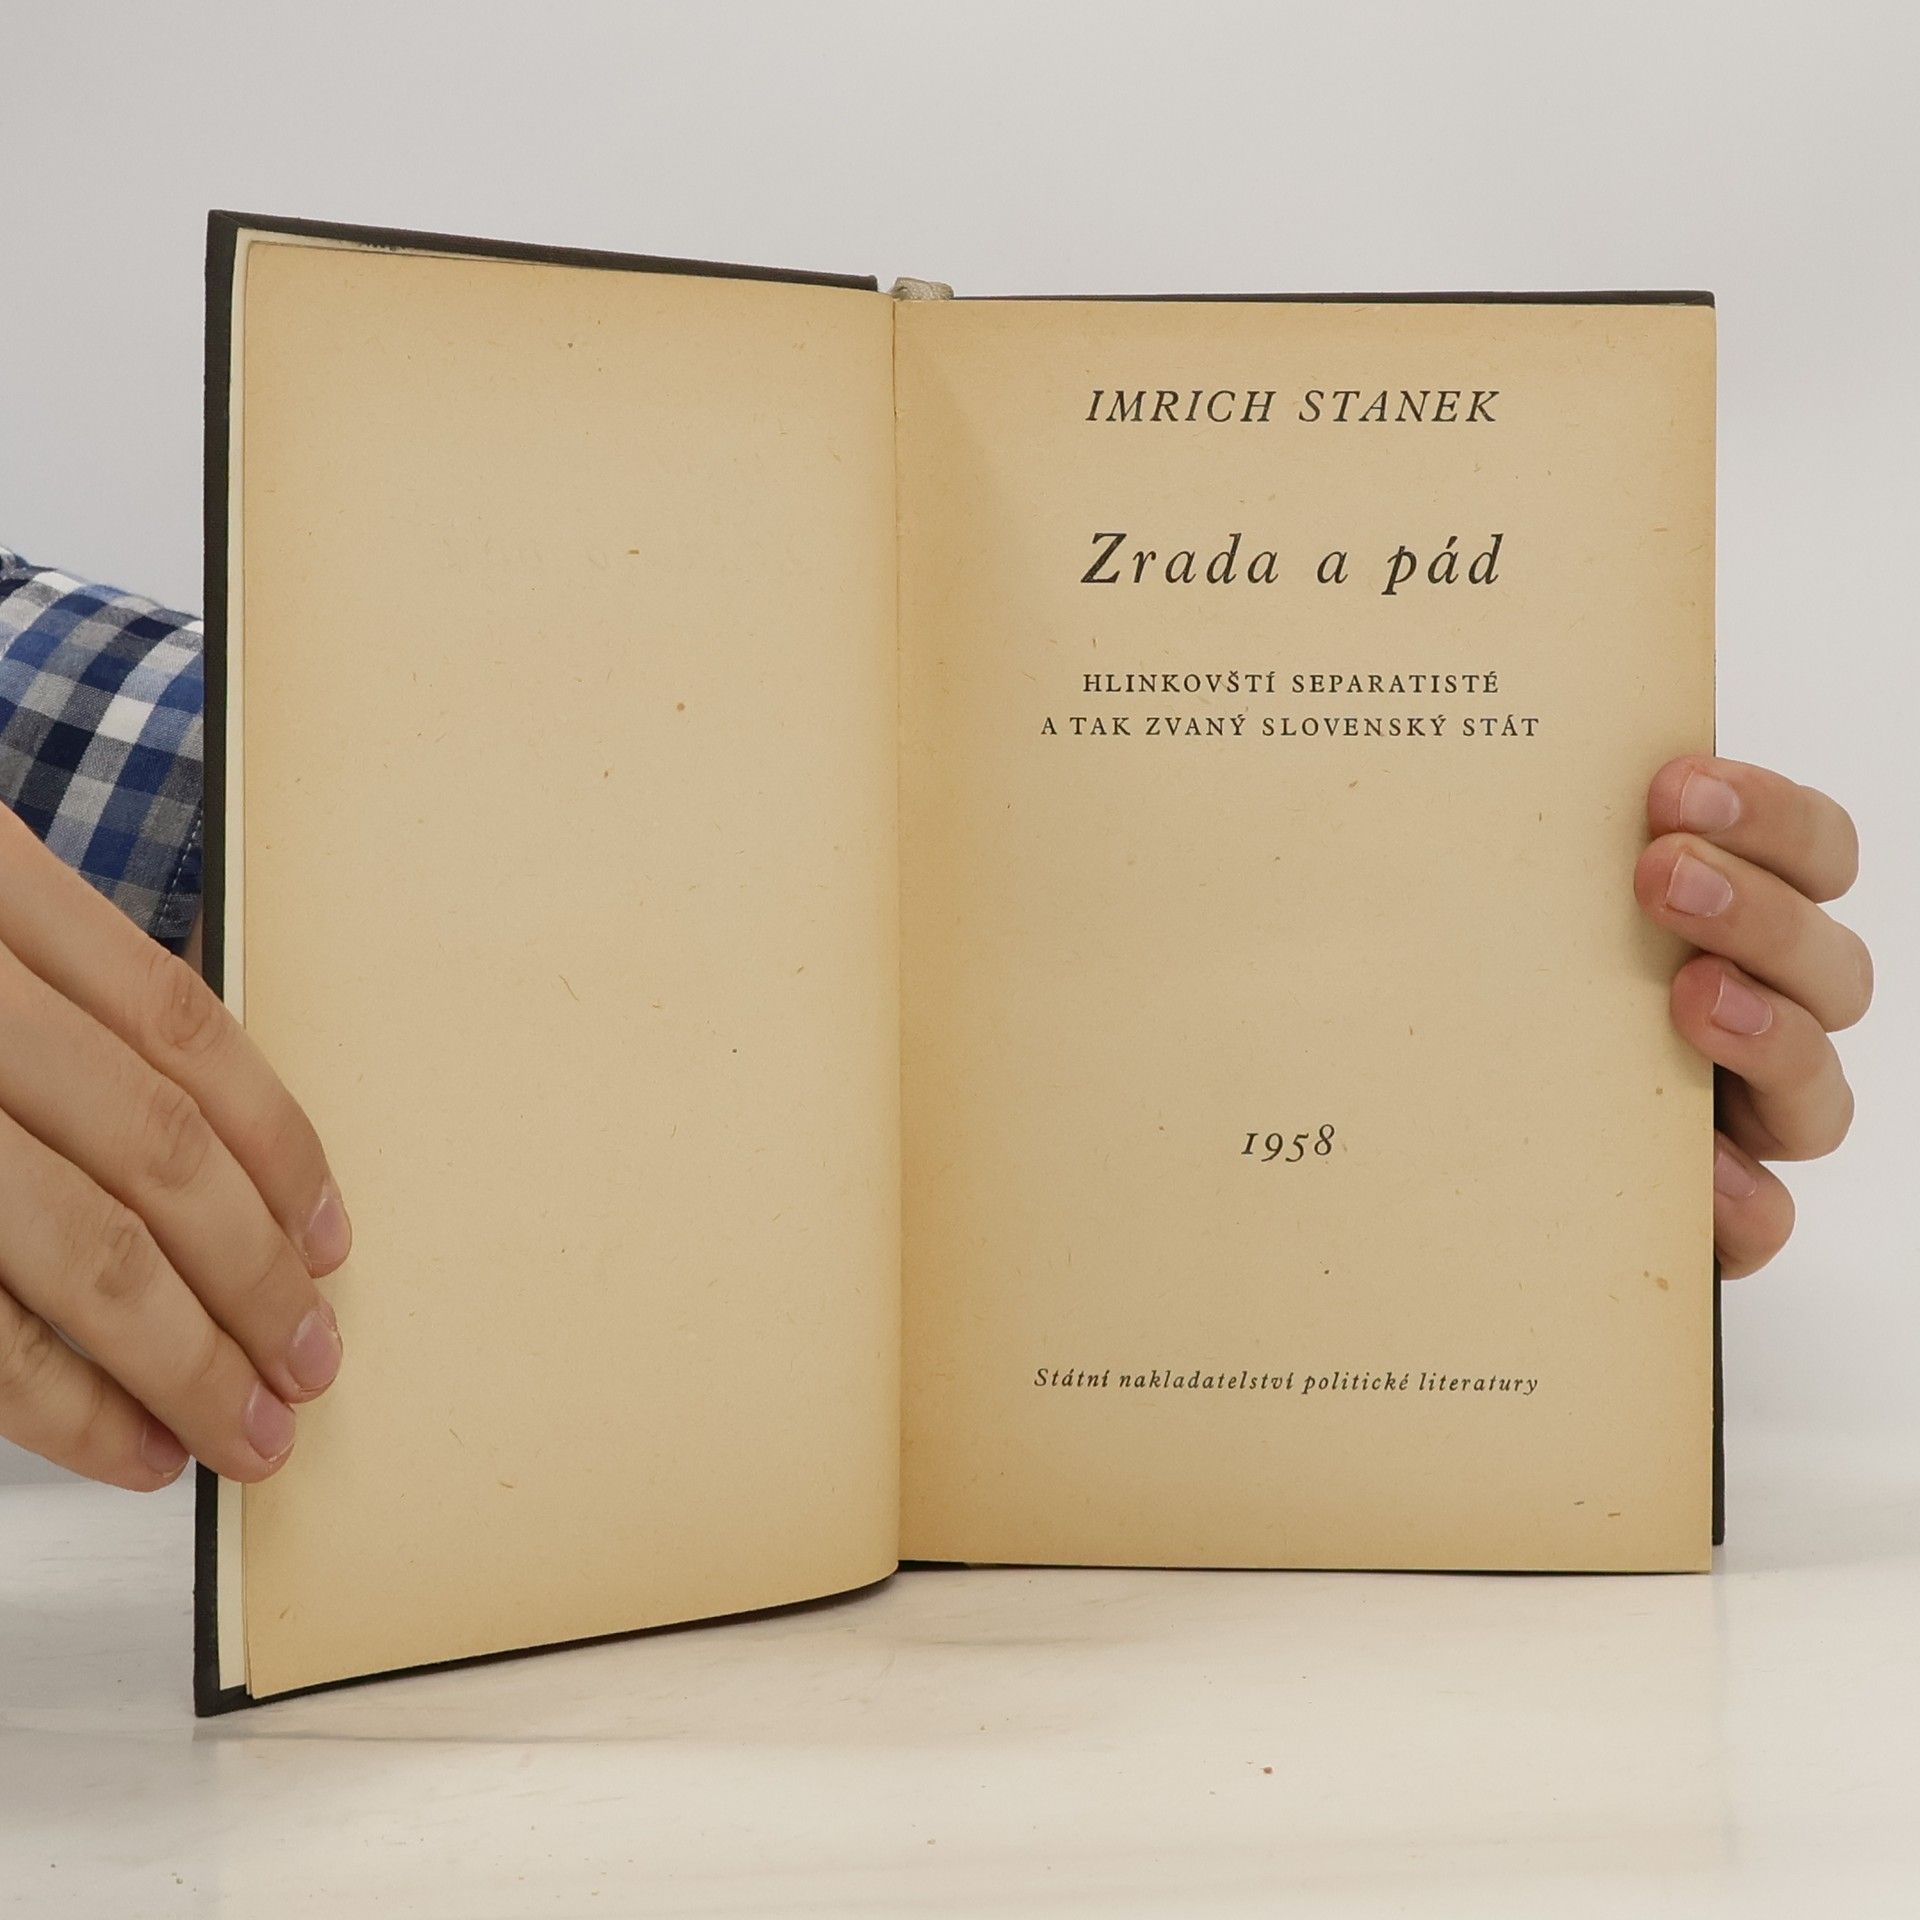 IMRICH STANEK
Zrada a pád
HLINKOVŠTÍ SEPARATISTÉ
A TAK ZVANÝ SLOVENSKÝ STÁT
1958
Státní nakladatelství politické literatury